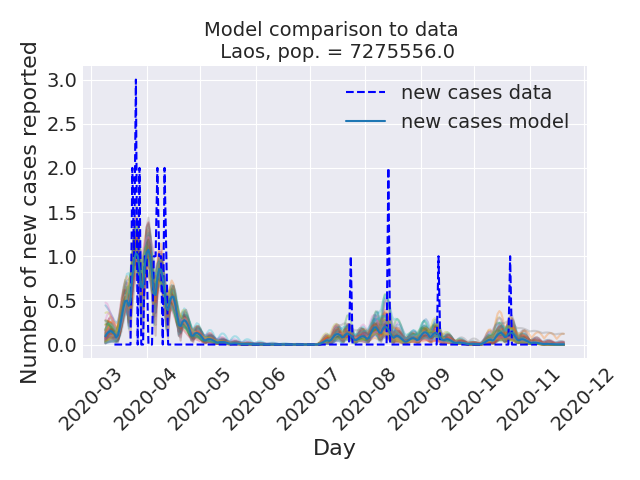 Model comparison to data
Laos, pop. = 7275556.0
new cases data
new cases model
Number of new cases reported
3.0
2.5
2.0
1.5
1.0
0.5
0.0
2020-03
2020-04
2020-05
2020-06
2020-07
2020-08
2020-09
2020-10
2020-11
2020-12
Day